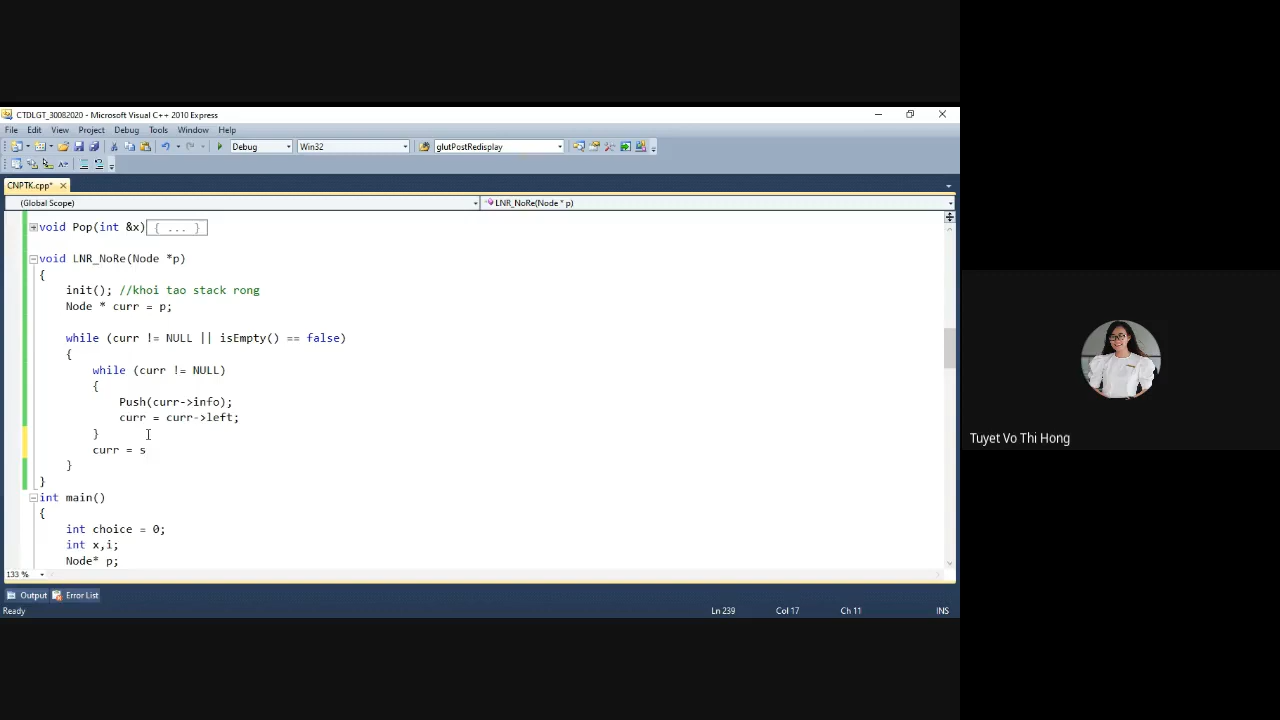 CTDLGT_30082020 - Microsoft Visual C++ 2010 Express
File Edit View Project Debug Tools Window Help
Debug Win32 glutPostRedisplay
CNPTK.cpp*
(Global Scope) LNR_NoRe(Node * p)
void Pop(int &x){ ... }
void LNR_NoRe(Node *p)
{
init(); //khoi tao stack rong
Node * curr = p;
while (curr != NULL || isEmpty() == false)
{
while (curr != NULL)
{
Push(curr->info);
curr = curr->left;
}
curr = s
}
}
int main()
{
int choice = 0;
int x,i;
Node* p;
133 %
Output Error List
Ready Ln 239 Col 17 Ch 11 INS
Tuyet Vo Thi Hong